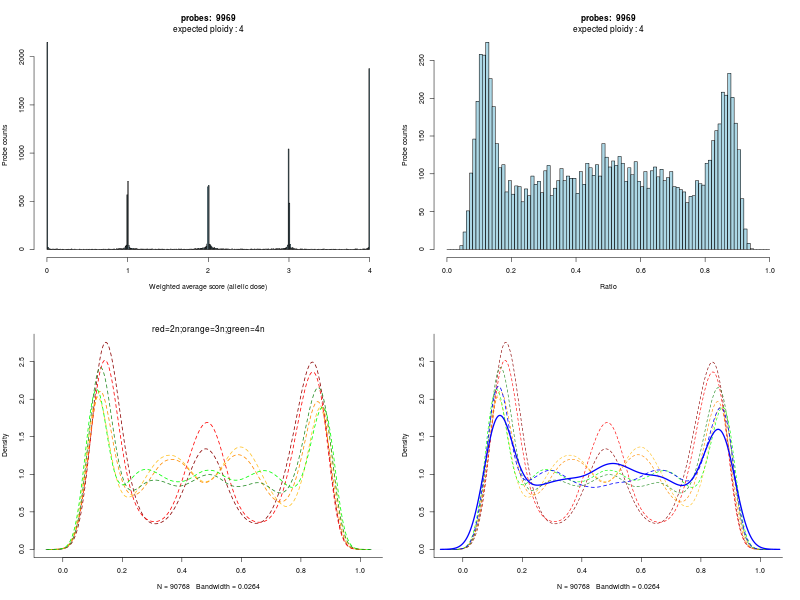 probes: 9969
expected ploidy : 4
Probe counts
0 500 1000 1500 2000
0 1 2 3 4
Weighted average score (allelic dose)
probes: 9969
expected ploidy : 4
Probe counts
0 50 100 150 200 250
0.0 0.2 0.4 0.6 0.8 1.0
Ratio
red=2n;orange=3n;green=4n
Density
0.0 0.5 1.0 1.5 2.0 2.5
0.0 0.2 0.4 0.6 0.8 1.0
N = 90768 Bandwidth = 0.0264
Density
0.0 0.5 1.0 1.5 2.0 2.5
0.0 0.2 0.4 0.6 0.8 1.0
N = 90768 Bandwidth = 0.0264